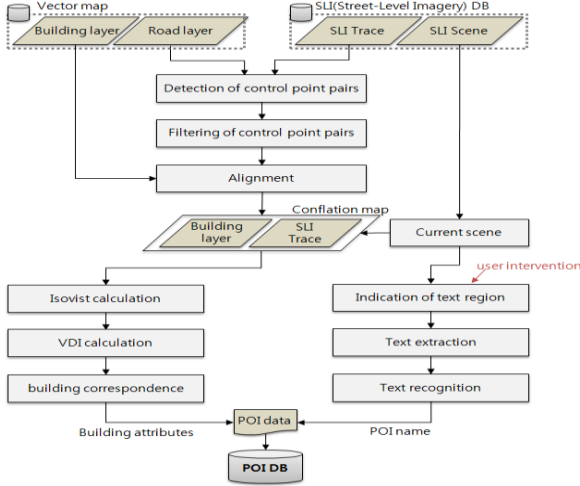 Vector map
SLI(Street-Level Imagery) DB
Building layer
Road layer
SLI Trace
SLI Scene
Detection of control point pairs
Filtering of control point pairs
Alignment
Conflation map
Building
layer
SLI
Trace
Current scene
user intervention
Isovist calculation
Indication of text region
VDI calculation
Text extraction
building correspondence
Text recognition
POI data
Building attributes
POI name
POI DB